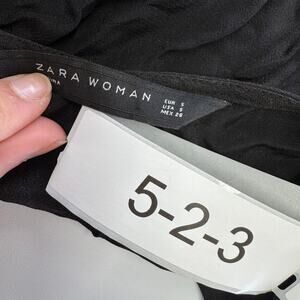 ZARA WOMAN
EUR S
USA S
MEX 26
5-2-3